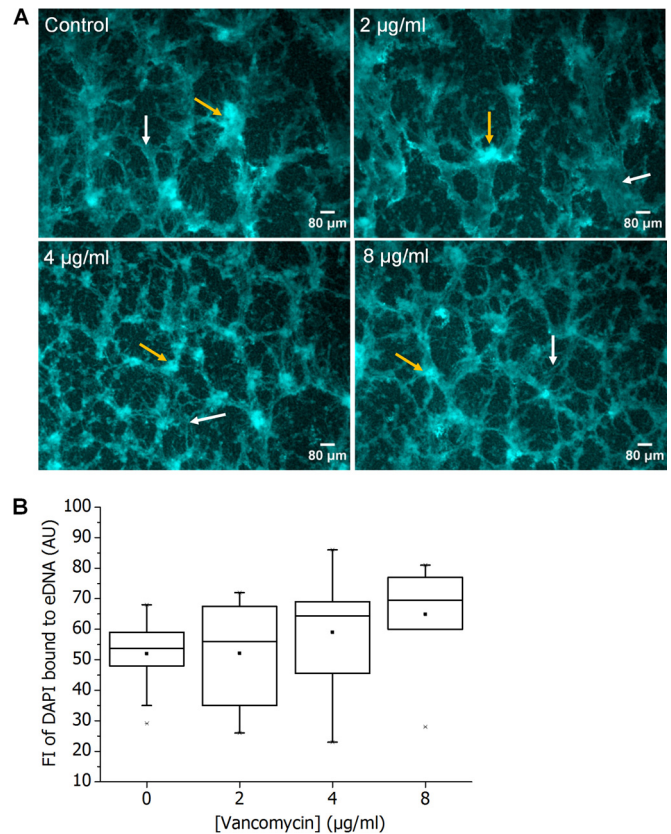 A
Control
2 µg/ml
80 µm
80 µm
4 µg/ml
8 µg/ml
80 µm
80 µm
B
FI of DAPI bound to eDNA (AU)
100
90
80
70
60
50
40
30
20
10
0 2 4 8
[Vancomycin] (µg/ml)